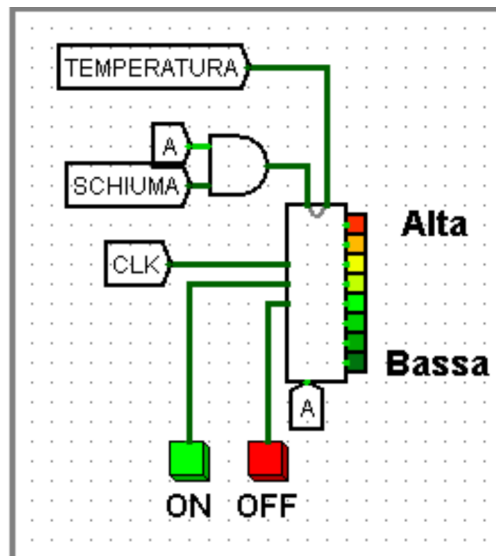 TEMPERATURA
A
SCHIUMA
Alta
CLK
Bassa
A
ON OFF